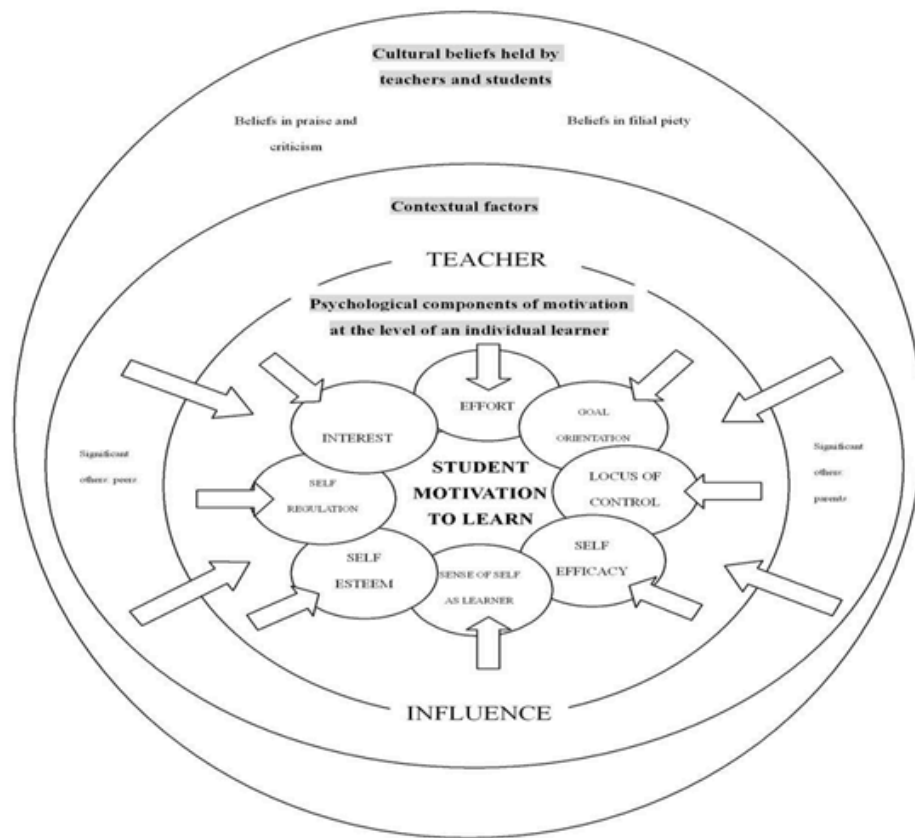 Cultural beliefs held by
teachers and students
Beliefs in praise and
criticism
Beliefs in filial piety
Contextual factors
TEACHER
Psychological components of motivation
at the level of an individual learner
EFFORT
INTEREST
GOAL
ORIENTATION
Significant
others: peers
SELF
REGULATION
STUDENT
MOTIVATION
TO LEARN
LOCUS OF
CONTROL
Significant
others:
parents
SELF
ESTEEM
SENSE OF SELF
AS LEARNER
SELF
EFFICACY
INFLUENCE